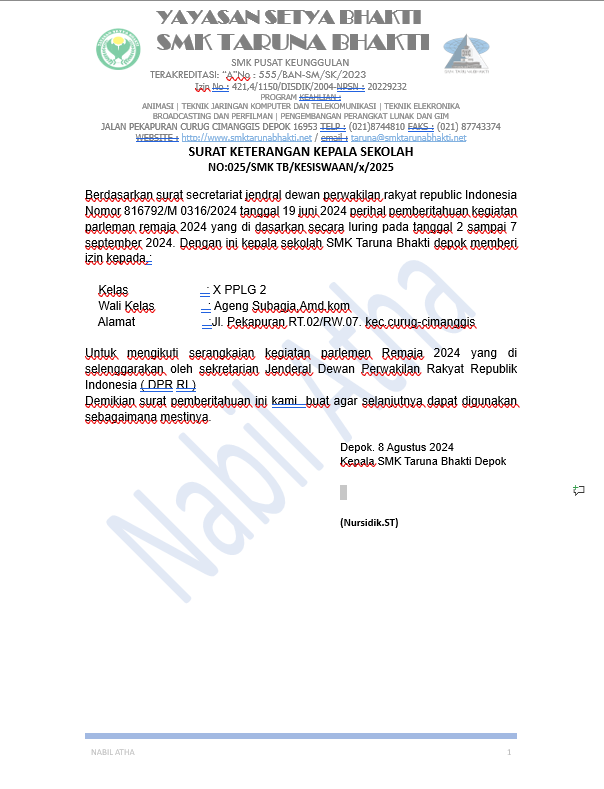 YAYASAN SETYA BHAKTI
SMK TARUNA BHAKTI
SMK PUSAT KEUNGGULAN
TERAKREDITASI: "A"No : 555/BAN-SM/SK/2023
Izin No : 421,4/1150/DISDIK/2004-NPSN : 20229232
PROGRAM KEAHLIAN :
ANIMASI | TEKNIK JARINGAN KOMPUTER DAN TELEKOMUNIKASI | TEKNIK ELEKRONIKA
BROADCASTING DAN PERFILMAN | PENGEMBANGAN PERANGKAT LUNAK DAN GIM
JALAN PEKAPURAN CURUG CIMANGGIS DEPOK 16953 TELP : (021)8744810 FAKS : (021) 87743374
WEBSITE : http://www.smktarunabhakti.net / email : taruna@smktarunabhakti.net
SURAT KETERANGAN KEPALA SEKOLAH
NO:025/SMK TB/KESISWAAN/x/2025
Berdasarkan surat secretariat jendral dewan perwakilan rakyat republic Indonesia
Nomor 816792/M 0316/2024 tanggal 19 juni 2024 perihal pemberitahuan kegiatan
parleman remaja 2024 yang di dasarkan secara luring pada tanggal 2 sampai 7
september 2024. Dengan ini kepala sekolah SMK Taruna Bhakti depok memberi
izin kepada,:
Kelas : X PPLG 2
Wali Kelas : Ageng Subagja,Amd.kom
Alamat :Jl. Pekapuran RT.02/RW.07. kec.curug-cimanggis
Untuk mengikuti serangkaian kegiatan parlemen Remaja 2024 yang di
selenggarakan oleh sekretarian Jenderal Dewan Perwakilan Rakyat Republik
Indonesia ( DPR RI )
Demikian surat pemberitahuan ini kami buat agar selanjutnya dapat digunakan
sebagaimana mestinya.
Depok. 8 Agustus 2024
Kepala SMK Taruna Bhakti Depok
(Nursidik.ST)
Nabil Atha
NABIL ATHA 1